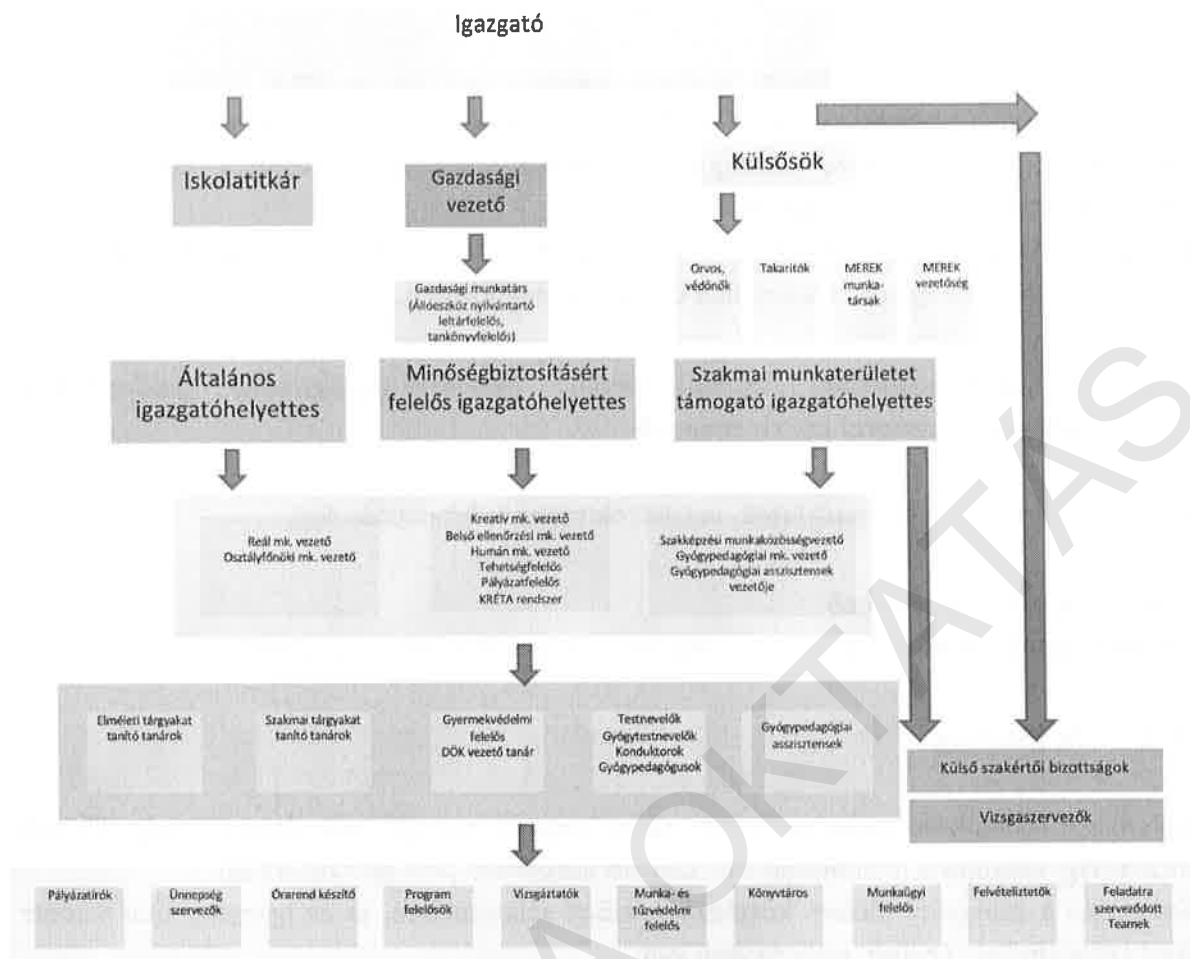 Igazgató
Iskolatitkár
Gazdasági
vezető
Külsősök
Orvos,
védőnők
Takarítók
MEREK
munka-
társak
MEREK
vezetőség
Gazdasági munkatárs
(Állóeszköz nyilvántartó
leltárfelelős,
tankönyvfelelős)
Általános
igazgatóhelyettes
Minőségbiztosításért
felelős igazgatóhelyettes
Szakmai munkaterületet
támogató igazgatóhelyettes
Reál mk. vezető
Osztályfőnöki mk. vezető
Kreatív mk. vezető
Belső ellenőrzési mk. vezető
Humán mk. vezető
Tehetségfelelős
Pályázatfelelős
KRÉTA rendszer
Szakképzési munkaközösségvezető
Gyógypedagógiai mk. vezető
Gyógypedagógiai asszisztensek
vezetője
Elméleti tárgyakat
tanító tanárok
Szakmai tárgyakat
tanító tanárok
Gyermekvédelmi
felelős
DÖK vezető tanár
Testnevelők
Gyógytestnevelők
Konduktorok
Gyógypedagógusok
Gyógypedagógiai
asszisztensek
Külső szakértői bizottságok
Vizsgaszervezők
Pályázatírók
Ünnepség
szervezők
Órarend készítő
Program
felelősök
Vizsgáztatók
Munka- és
tűzvédelmi
felelős
Könyvtáros
Munkaügyi
felelős
Felvételiztetők
Feladatra
szerveződött
Teamek
OKTATÁS